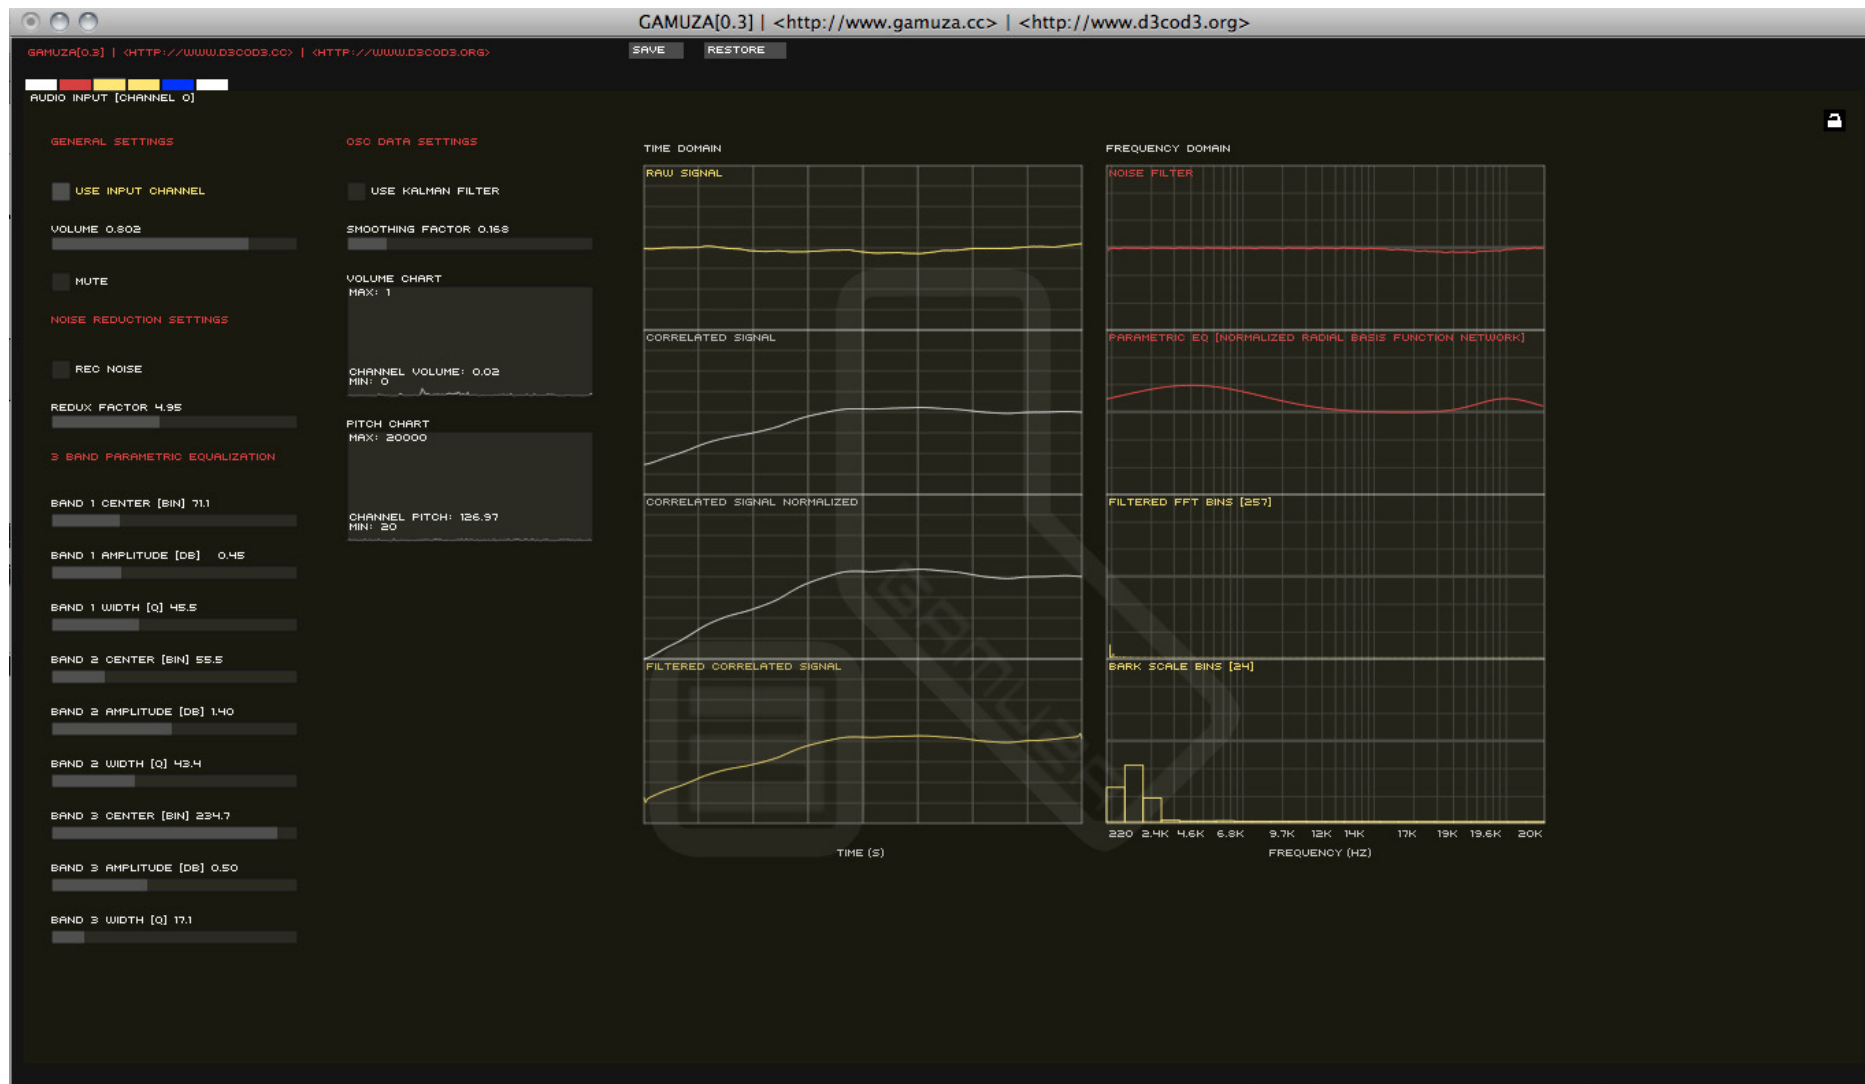 GAMUZA[0.3] | <http://www.gamuza.cc> | <http://www.d3cod3.org>
GAMUZA[0.3] | <HTTP://WWW.D3COD3.CC> | <HTTP://WWW.D3COD3.ORG>
SAVE
RESTORE
AUDIO INPUT [CHANNEL 0]
GENERAL SETTINGS
USE INPUT CHANNEL
VOLUME 0.802
MUTE
NOISE REDUCTION SETTINGS
REC NOISE
REDUX FACTOR 4.95
3 BAND PARAMETRIC EQUALIZATION
BAND 1 CENTER [BIN] 71.1
BAND 1 AMPLITUDE [DB] 0.45
BAND 1 WIDTH [Q] 45.5
BAND 2 CENTER [BIN] 55.5
BAND 2 AMPLITUDE [DB] 1.40
BAND 2 WIDTH [Q] 43.4
BAND 3 CENTER [BIN] 234.7
BAND 3 AMPLITUDE [DB] 0.50
BAND 3 WIDTH [Q] 17.1
OSC DATA SETTINGS
USE KALMAN FILTER
SMOOTHING FACTOR 0.168
VOLUME CHART
MAX: 1
CHANNEL VOLUME: 0.02
MIN: 0
PITCH CHART
MAX: 20000
CHANNEL PITCH: 126.97
MIN: 20
TIME DOMAIN
RAW SIGNAL
CORRELATED SIGNAL
CORRELATED SIGNAL NORMALIZED
FILTERED CORRELATED SIGNAL
TIME (S)
FREQUENCY DOMAIN
NOISE FILTER
PARAMETRIC EQ [NORMALIZED RADIAL BASIS FUNCTION NETWORK]
FILTERED FFT BINS [257]
BARK SCALE BINS [24]
220 2.4K 4.6K 6.8K 9.7K 12K 14K 17K 19K 19.6K 20K
FREQUENCY (HZ)
GAMUZA